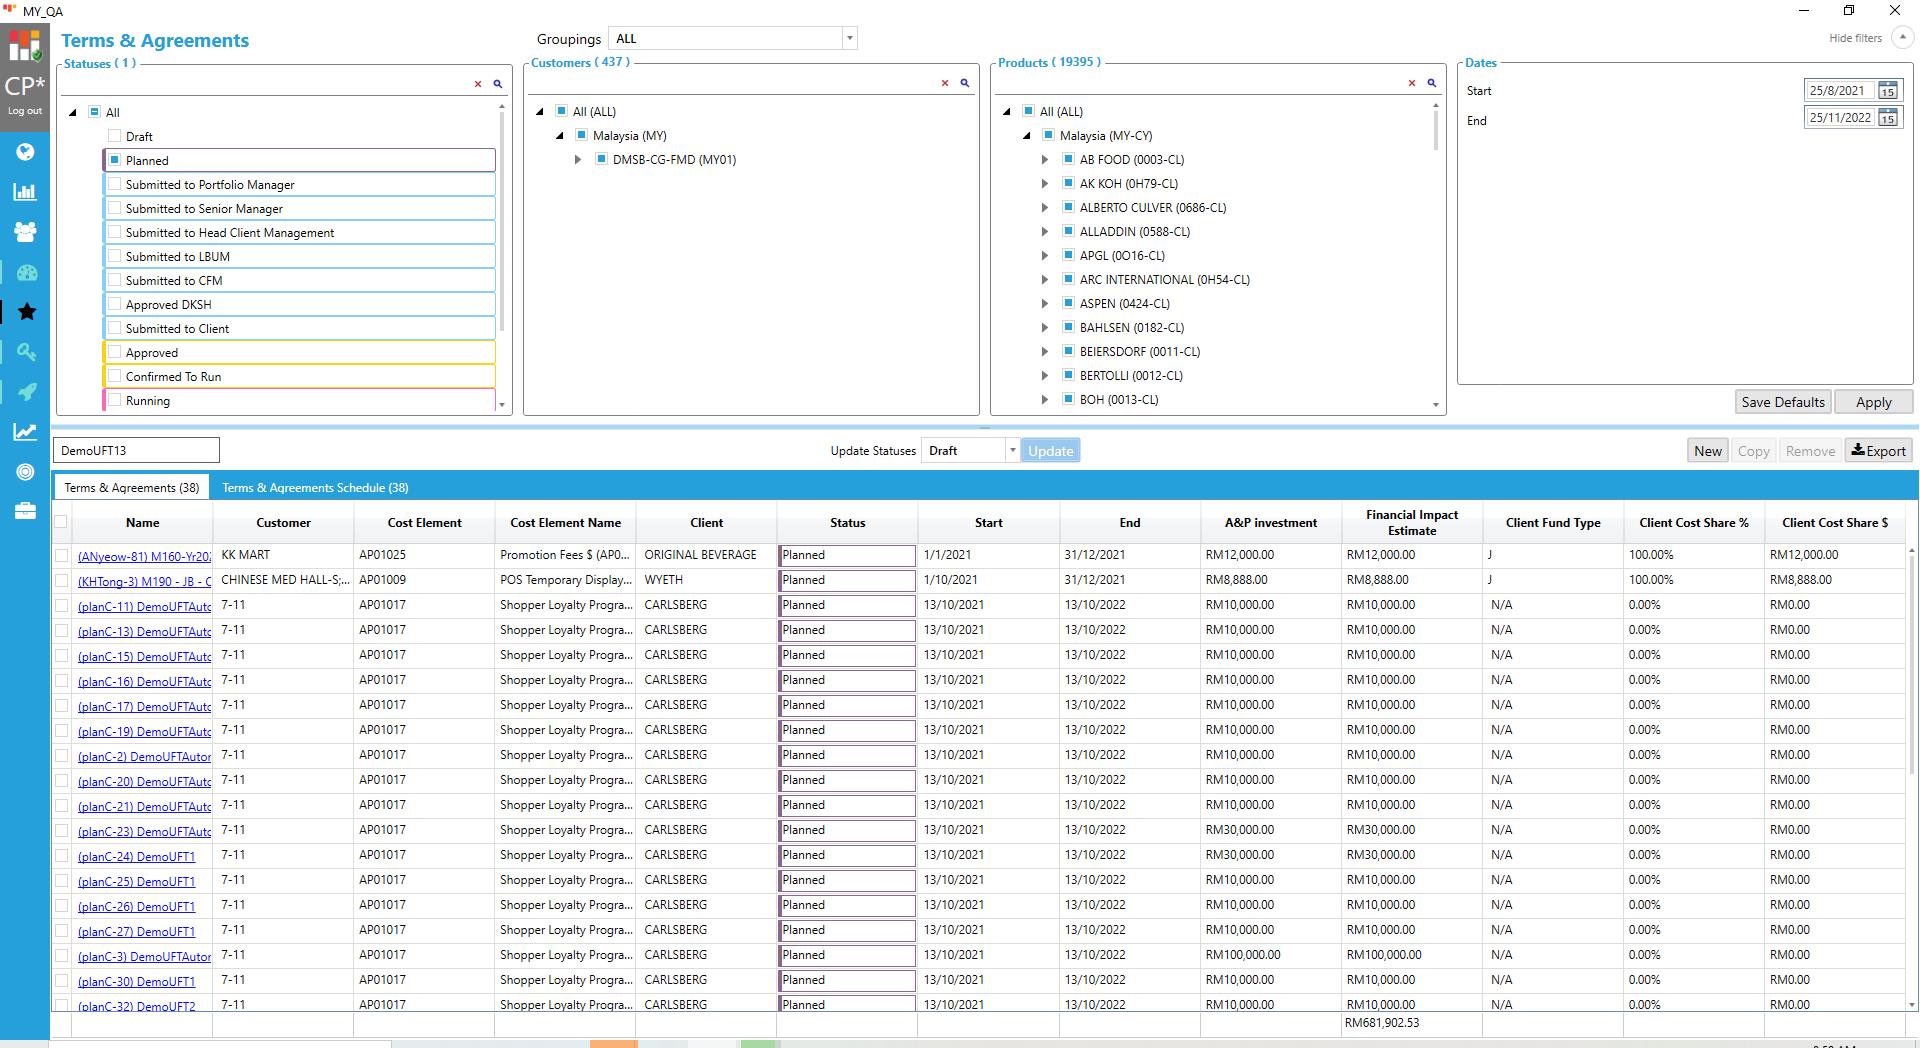 MY_QA
CP*
Log out
Terms & Agreements
Groupings ALL
Hide filters
Statuses ( 1 )
All
Draft
Planned
Submitted to Portfolio Manager
Submitted to Senior Manager
Submitted to Head Client Management
Submitted to LBUM
Submitted to CFM
Approved DKSH
Submitted to Client
Approved
Confirmed To Run
Running
Customers ( 437 )
All (ALL)
Malaysia (MY)
DMSB-CG-FMD (MY01)
Products ( 19395 )
All (ALL)
Malaysia (MY-CY)
AB FOOD (0003-CL)
AK KOH (0H79-CL)
ALBERTO CULVER (0686-CL)
ALLADDIN (0588-CL)
APGL (0O16-CL)
ARC INTERNATIONAL (0H54-CL)
ASPEN (0424-CL)
BAHLSEN (0182-CL)
BEIERSDORF (0011-CL)
BERTOLLI (0012-CL)
BOH (0013-CL)
Dates
Start 25/8/2021 15
End 25/11/2022 15
Save Defaults Apply
DemoUFT13 Update Statuses Draft Update New Copy Remove Export
Terms & Agreements (38) Terms & Agreements Schedule (38)
Name Customer Cost Element Cost Element Name Client Status Start End A&P investment Financial Impact Estimate Client Fund Type Client Cost Share % Client Cost Share $
(ANyeow-81) M160-Yr202 KK MART AP01025 Promotion Fees $ (AP0... ORIGINAL BEVERAGE Planned 1/1/2021 31/12/2021 RM12,000.00 RM12,000.00 J 100.00% RM12,000.00
(KHTong-3) M190 - JB - C CHINESE MED HALL-S;... AP01009 POS Temporary Display... WYETH Planned 1/10/2021 31/12/2021 RM8,888.00 RM8,888.00 J 100.00% RM8,888.00
(planC-11) DemoUFTAuto 7-11 AP01017 Shopper Loyalty Progra... CARLSBERG Planned 13/10/2021 13/10/2022 RM10,000.00 RM10,000.00 N/A 0.00% RM0.00
(planC-13) DemoUFTAuto 7-11 AP01017 Shopper Loyalty Progra... CARLSBERG Planned 13/10/2021 13/10/2022 RM10,000.00 RM10,000.00 N/A 0.00% RM0.00
(planC-15) DemoUFTAuto 7-11 AP01017 Shopper Loyalty Progra... CARLSBERG Planned 13/10/2021 13/10/2022 RM10,000.00 RM10,000.00 N/A 0.00% RM0.00
(planC-16) DemoUFTAuto 7-11 AP01017 Shopper Loyalty Progra... CARLSBERG Planned 13/10/2021 13/10/2022 RM10,000.00 RM10,000.00 N/A 0.00% RM0.00
(planC-17) DemoUFTAuto 7-11 AP01017 Shopper Loyalty Progra... CARLSBERG Planned 13/10/2021 13/10/2022 RM10,000.00 RM10,000.00 N/A 0.00% RM0.00
(planC-19) DemoUFTAuto 7-11 AP01017 Shopper Loyalty Progra... CARLSBERG Planned 13/10/2021 13/10/2022 RM10,000.00 RM10,000.00 N/A 0.00% RM0.00
(planC-2) DemoUFTAutor 7-11 AP01017 Shopper Loyalty Progra... CARLSBERG Planned 13/10/2021 13/10/2022 RM10,000.00 RM10,000.00 N/A 0.00% RM0.00
(planC-20) DemoUFTAuto 7-11 AP01017 Shopper Loyalty Progra... CARLSBERG Planned 13/10/2021 13/10/2022 RM10,000.00 RM10,000.00 N/A 0.00% RM0.00
(planC-21) DemoUFTAuto 7-11 AP01017 Shopper Loyalty Progra... CARLSBERG Planned 13/10/2021 13/10/2022 RM10,000.00 RM10,000.00 N/A 0.00% RM0.00
(planC-23) DemoUFTAuto 7-11 AP01017 Shopper Loyalty Progra... CARLSBERG Planned 13/10/2021 13/10/2022 RM30,000.00 RM30,000.00 N/A 0.00% RM0.00
(planC-24) DemoUFT1 7-11 AP01017 Shopper Loyalty Progra... CARLSBERG Planned 13/10/2021 13/10/2022 RM30,000.00 RM30,000.00 N/A 0.00% RM0.00
(planC-25) DemoUFT1 7-11 AP01017 Shopper Loyalty Progra... CARLSBERG Planned 13/10/2021 13/10/2022 RM10,000.00 RM10,000.00 N/A 0.00% RM0.00
(planC-26) DemoUFT1 7-11 AP01017 Shopper Loyalty Progra... CARLSBERG Planned 13/10/2021 13/10/2022 RM10,000.00 RM10,000.00 N/A 0.00% RM0.00
(planC-27) DemoUFT1 7-11 AP01017 Shopper Loyalty Progra... CARLSBERG Planned 13/10/2021 13/10/2022 RM10,000.00 RM10,000.00 N/A 0.00% RM0.00
(planC-3) DemoUFTAutor 7-11 AP01017 Shopper Loyalty Progra... CARLSBERG Planned 13/10/2021 13/10/2022 RM100,000.00 RM100,000.00 N/A 0.00% RM0.00
(planC-30) DemoUFT1 7-11 AP01017 Shopper Loyalty Progra... CARLSBERG Planned 13/10/2021 13/10/2022 RM10,000.00 RM10,000.00 N/A 0.00% RM0.00
(planC-32) DemoUFT2 7-11 AP01017 Shopper Loyalty Progra... CARLSBERG Planned 13/10/2021 13/10/2022 RM10,000.00 RM10,000.00 N/A 0.00% RM0.00
RM681,902.53